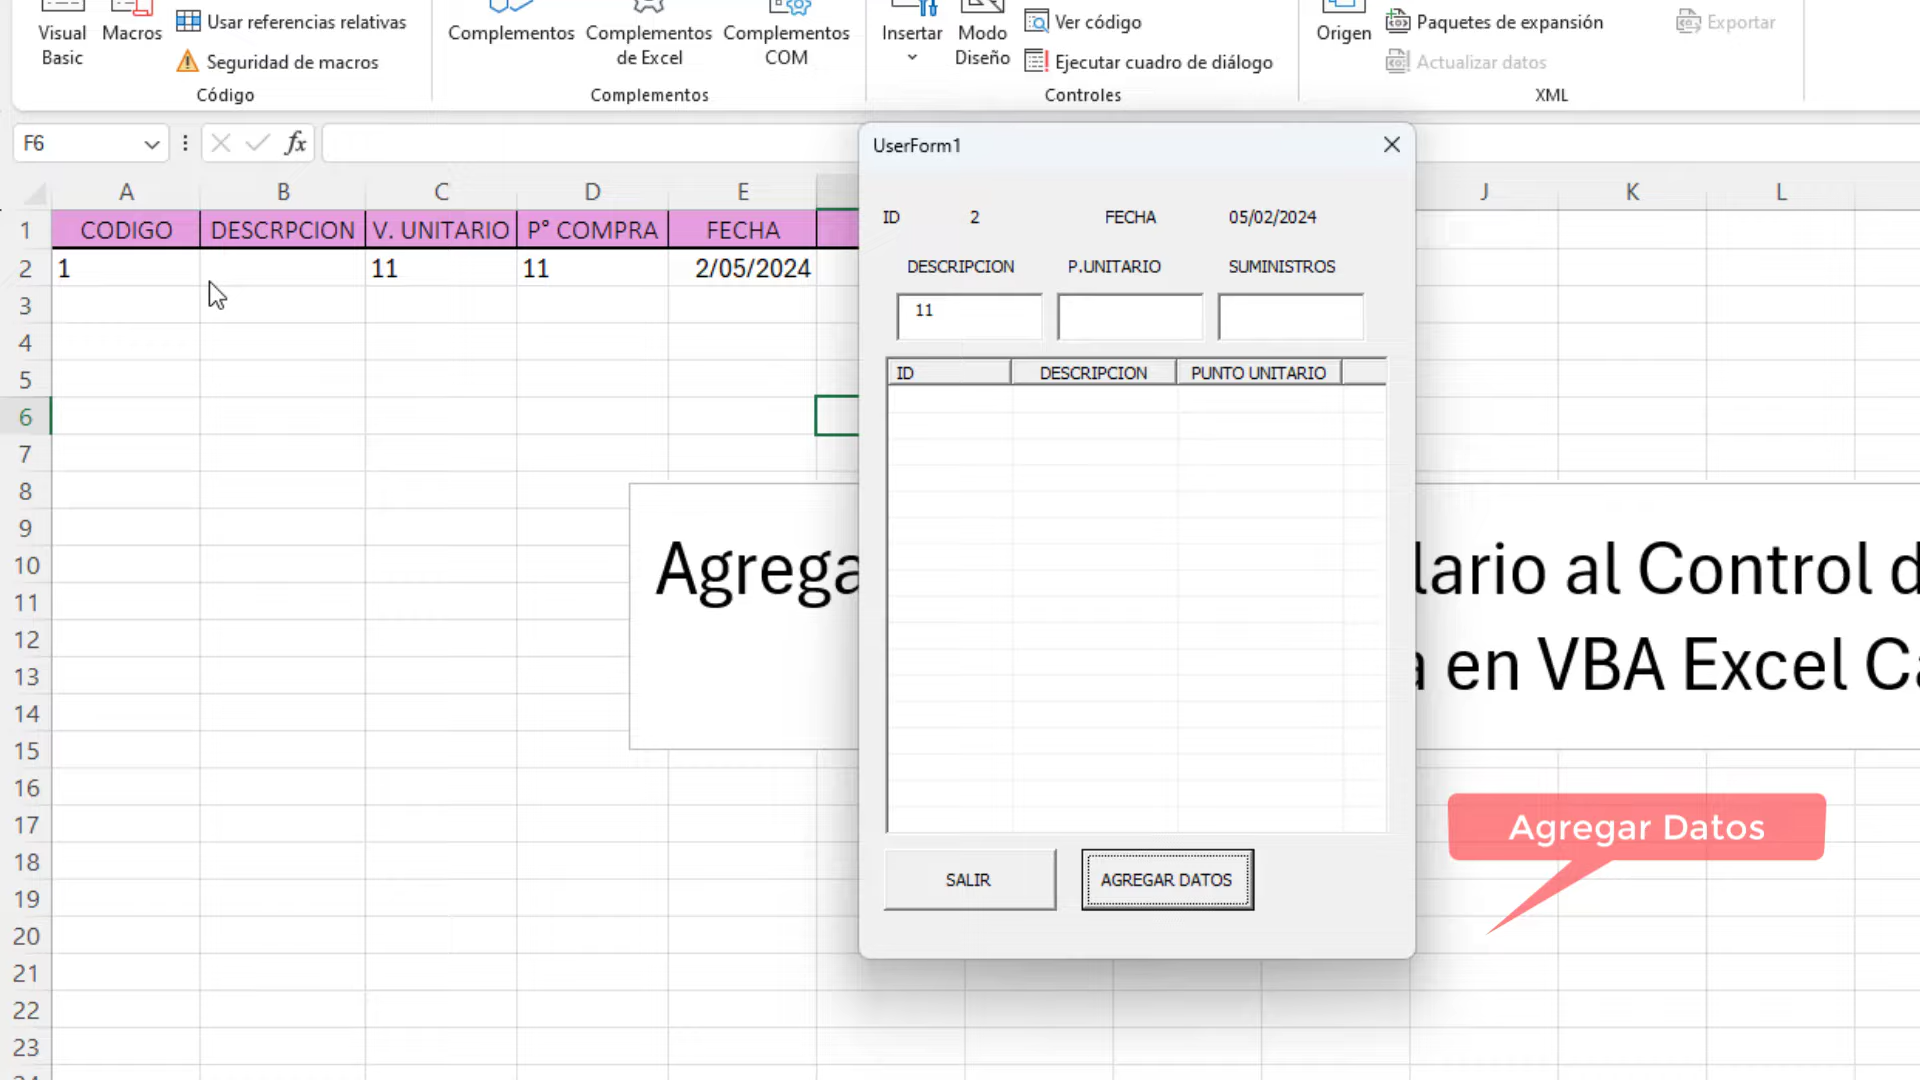 Visual
Basic
Macros
Usar referencias relativas
Seguridad de macros
Código
Complementos
Complementos
de Excel
Complementos
COM
Complementos
Insertar
Modo
Diseño
Ver código
Ejecutar cuadro de diálogo
Controles
Origen
Paquetes de expansión
Actualizar datos
Exportar
XML
F6
fx
A B C D E J K L
1 CODIGO DESCRPCION V. UNITARIO P° COMPRA FECHA
2 1 11 11 2/05/2024
3
4
5
6
7
8
9
10
11
12
13
14
15
16
17
18
19
20
21
22
23
UserForm1
ID 2 FECHA 05/02/2024
DESCRIPCION P.UNITARIO SUMINISTROS
11
ID DESCRIPCION PUNTO UNITARIO
SALIR AGREGAR DATOS
Agrega
lario al Control d
a en VBA Excel Ca
Agregar Datos